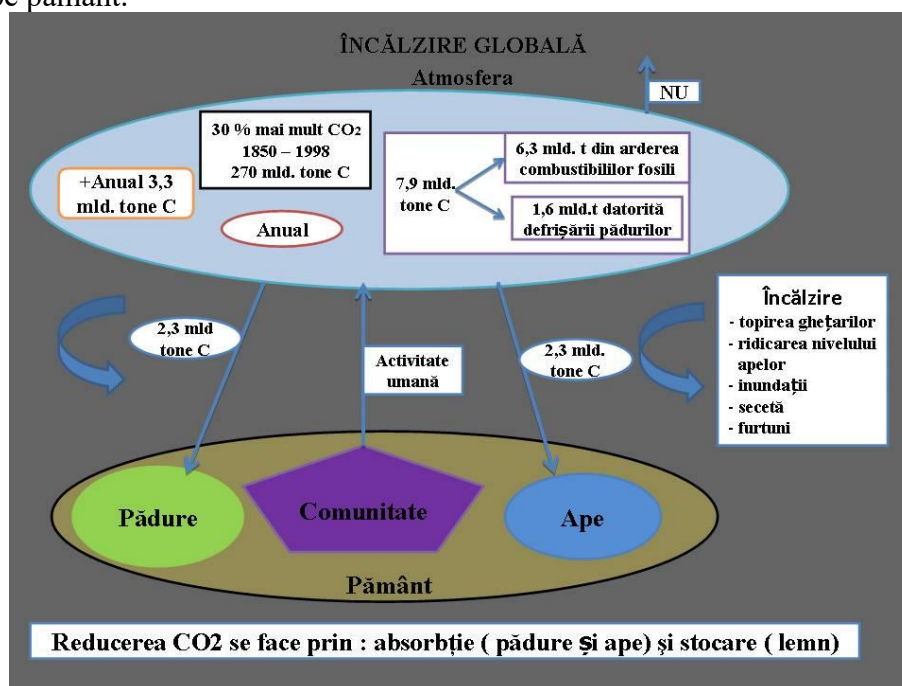 pe pământ.
ÎNCĂLZIRE GLOBALĂ
Atmosfera
NU
30 % mai mult CO2
1850 – 1998
270 mld. tone C
+Anual 3,3
mld. tone C
Anual
7,9 mld.
tone C
6,3 mld. t din arderea
combustibililor fosili
1,6 mld.t datorită
defrișării pădurilor
2,3 mld
tone C
Activitate
umană
2,3 mld.
tone C
Încălzire
- topirea ghețarilor
- ridicarea nivelului
apelor
- inundații
- secetă
- furtuni
Pădure
Comunitate
Ape
Pământ
Reducerea CO2 se face prin : absorbție ( pădure și ape) şi stocare ( lemn)